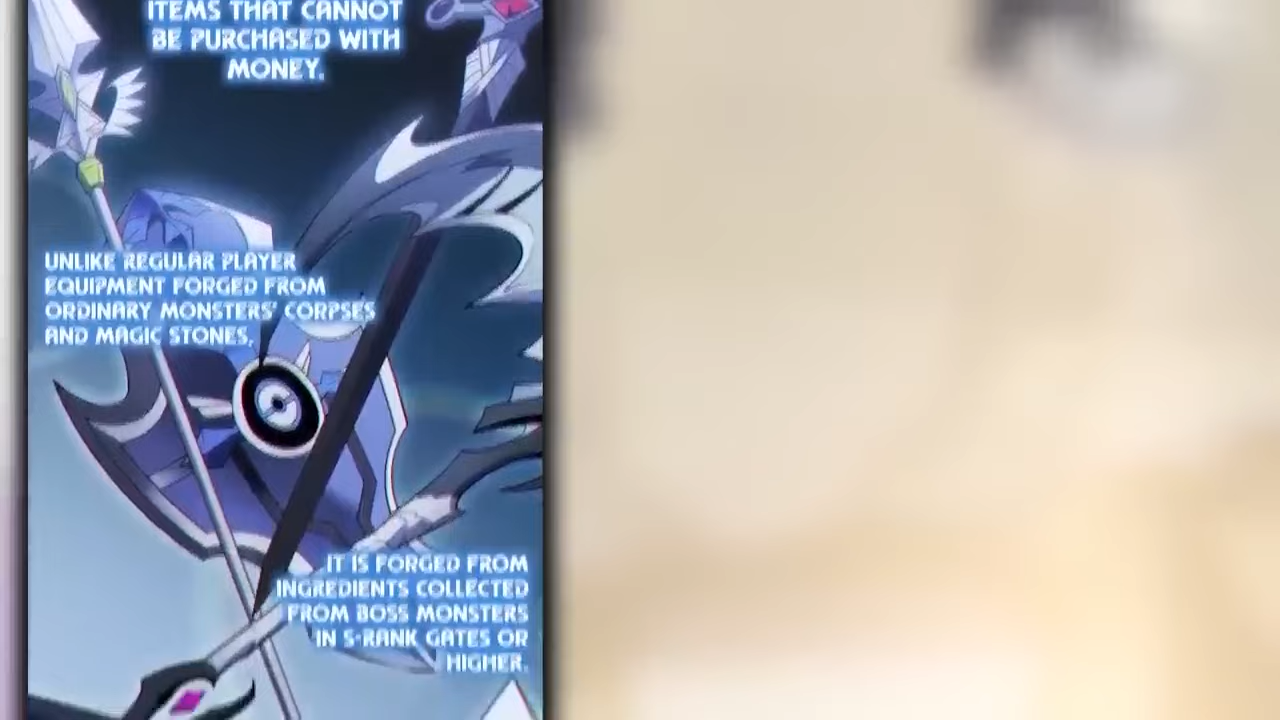 ITEMS THAT CANNOT
BE PURCHASED WITH
MONEY.
UNLIKE REGULAR PLAYER
EQUIPMENT FORGED FROM
ORDINARY MONSTERS' CORPSES
AND MAGIC STONES,
IT IS FORGED FROM
INGREDIENTS COLLECTED
FROM BOSS MONSTERS
IN S-RANK GATES OR
HIGHER.